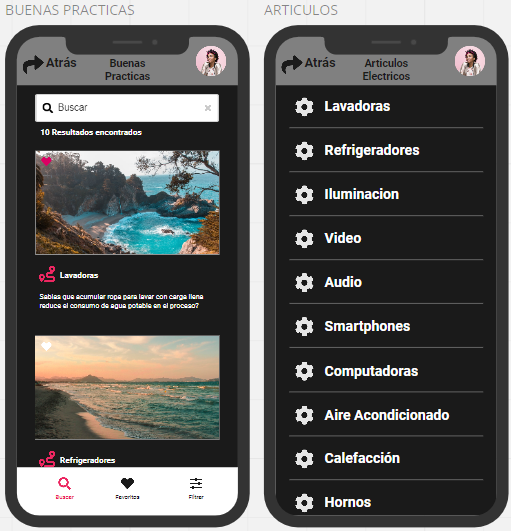 BUENAS PRACTICAS
Atrás
Buenas
Practicas
Buscar
10 Resultados encontrados
Lavadoras
Sabias que acumular ropa para lavar con carga llena
reduce el consumo de agua potable en el proceso?
Refrigeradores
Buscar
Favoritos
Filtrar
ARTICULOS
Atrás
Articulos
Electricos
Lavadoras
Refrigeradores
Iluminacion
Video
Audio
Smartphones
Computadoras
Aire Acondicionado
Calefacción
Hornos